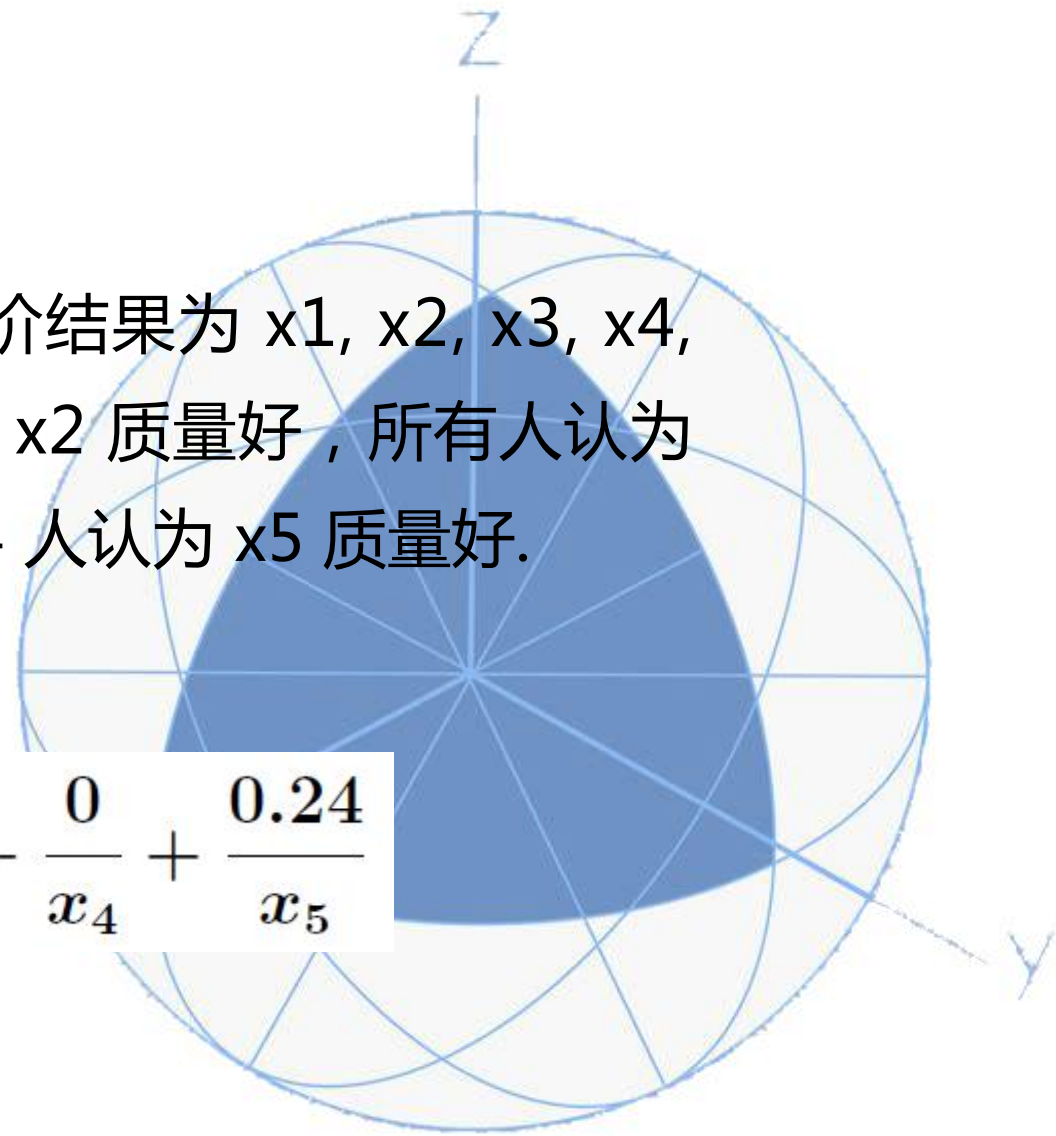 Z
价结果为 x1, x2, x3, x4,
x2 质量好，所有人认为
人认为 x5 质量好.
0/x₄ + 0.24/x₅
Y